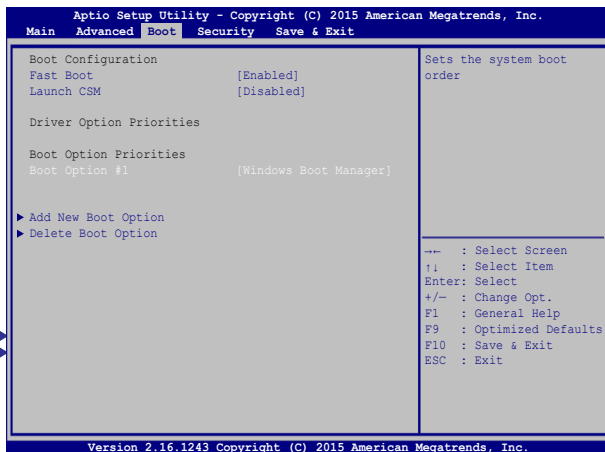 Aptio Setup Utility - Copyright (C) 2015 American Megatrends, Inc.
Main Advanced Boot Security Save & Exit
Boot Configuration
Fast Boot [Enabled]
Launch CSM [Disabled]
Driver Option Priorities
Boot Option Priorities
Boot Option #1 [Windows Boot Manager]
Add New Boot Option
Delete Boot Option
Sets the system boot
order
→← : Select Screen
↑↓ : Select Item
Enter: Select
+/— : Change Opt.
F1 : General Help
F9 : Optimized Defaults
F10 : Save & Exit
ESC : Exit
Version 2.16.1243 Copyright (C) 2015 American Megatrends, Inc.